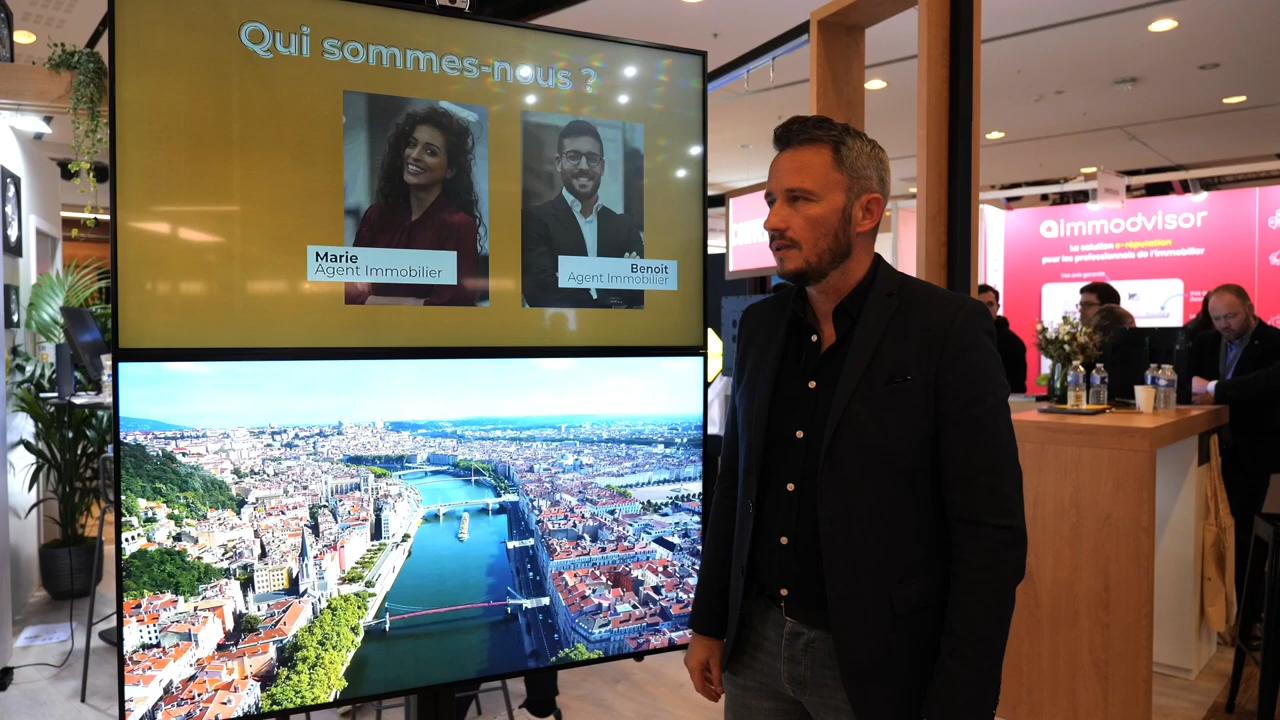 Qui sommes-nous ?
Marie
Agent Immobilier
Benoit
Agent Immobilier
immodvisor
La solution e-réputation
pour les professionnels de l'immobilier